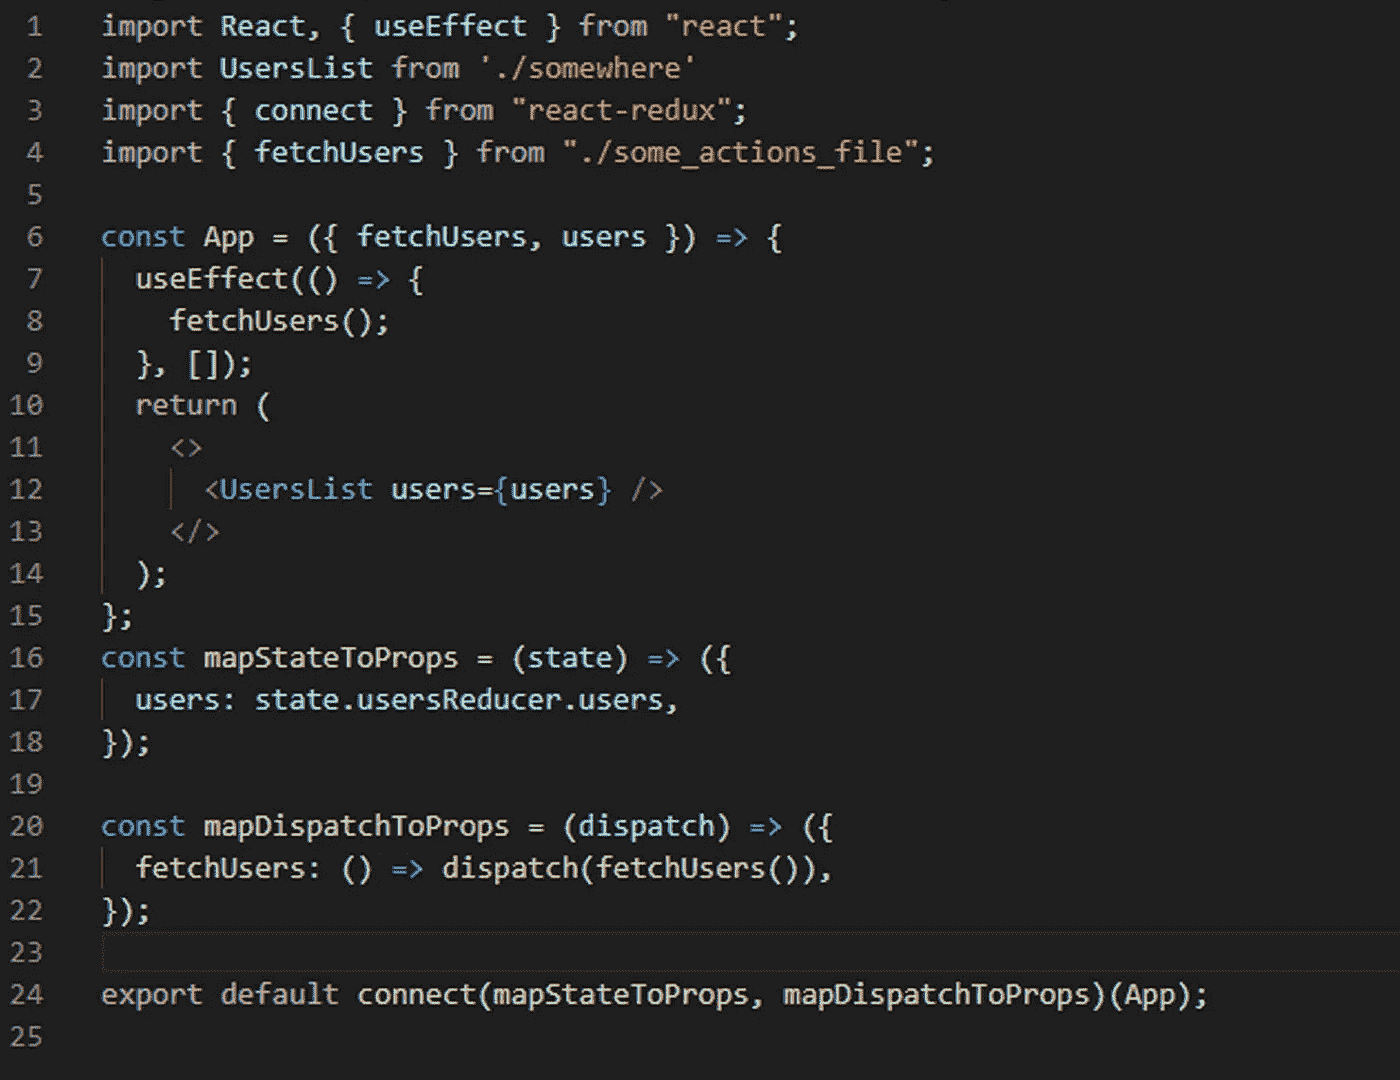 1 import React, { useEffect } from "react";
2 import UsersList from './somewhere'
3 import { connect } from "react-redux";
4 import { fetchUsers } from "./some_actions_file";
5
6 const App = ({ fetchUsers, users }) => {
7 useEffect(() => {
8 fetchUsers();
9 }, []);
10 return (
11 <>
12 <UsersList users={users} />
13 </>
14 );
15 };
16 const mapStateToProps = (state) => ({
17 users: state.usersReducer.users,
18 });
19
20 const mapDispatchToProps = (dispatch) => ({
21 fetchUsers: () => dispatch(fetchUsers()),
22 });
23
24 export default connect(mapStateToProps, mapDispatchToProps)(App);
25